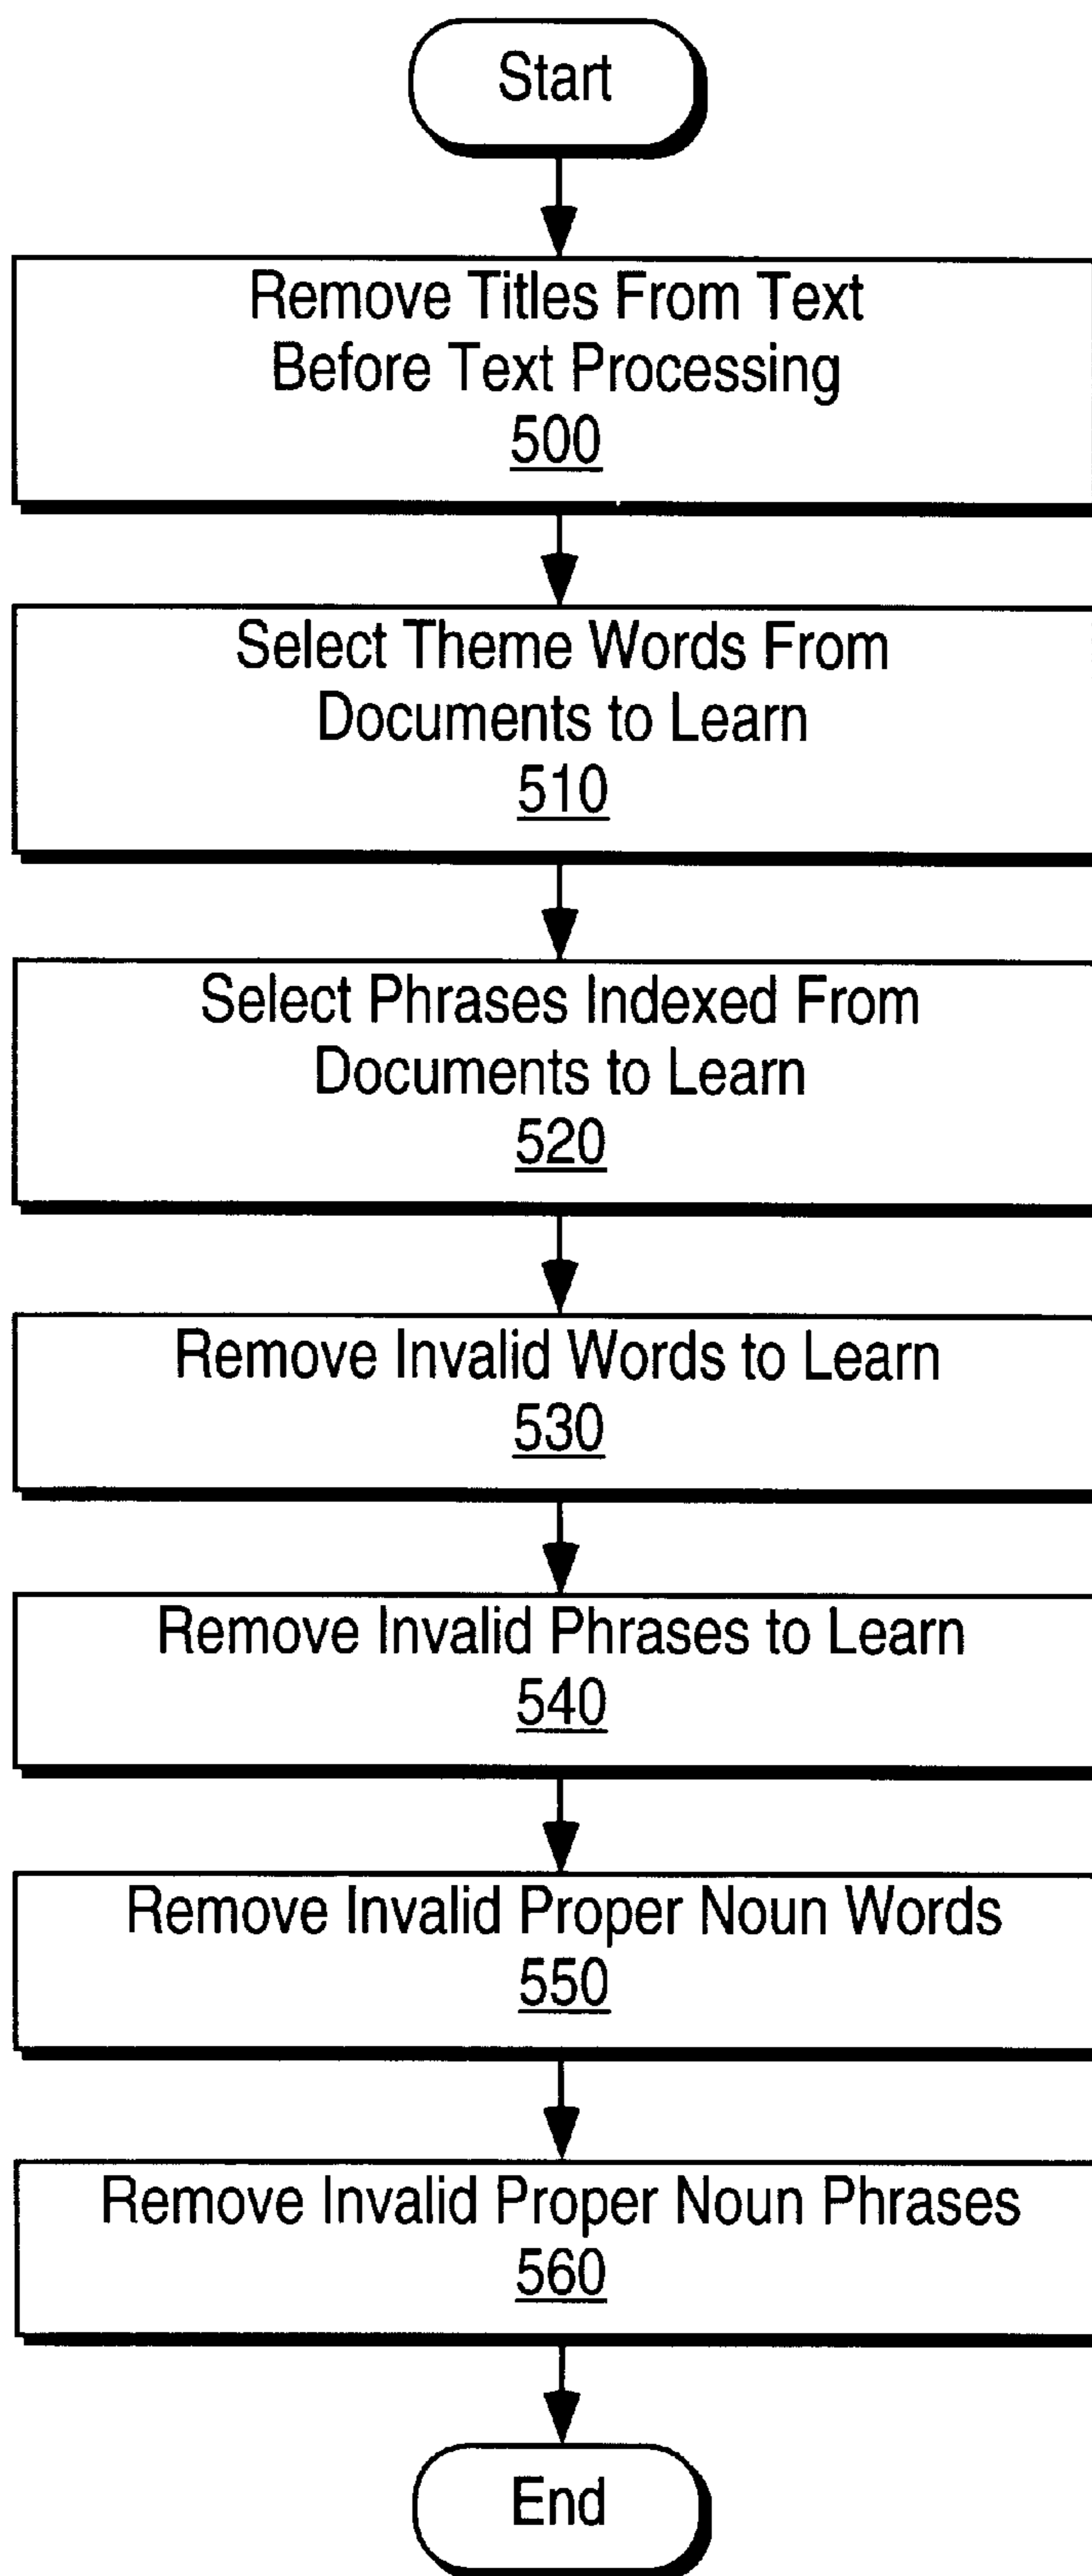 Start
Remove Titles From Text
Before Text Processing
500
Select Theme Words From
Documents to Learn
510
Select Phrases Indexed From
Documents to Learn
520
Remove Invalid Words to Learn
530
Remove Invalid Phrases to Learn
540
Remove Invalid Proper Noun Words
550
Remove Invalid Proper Noun Phrases
560
End